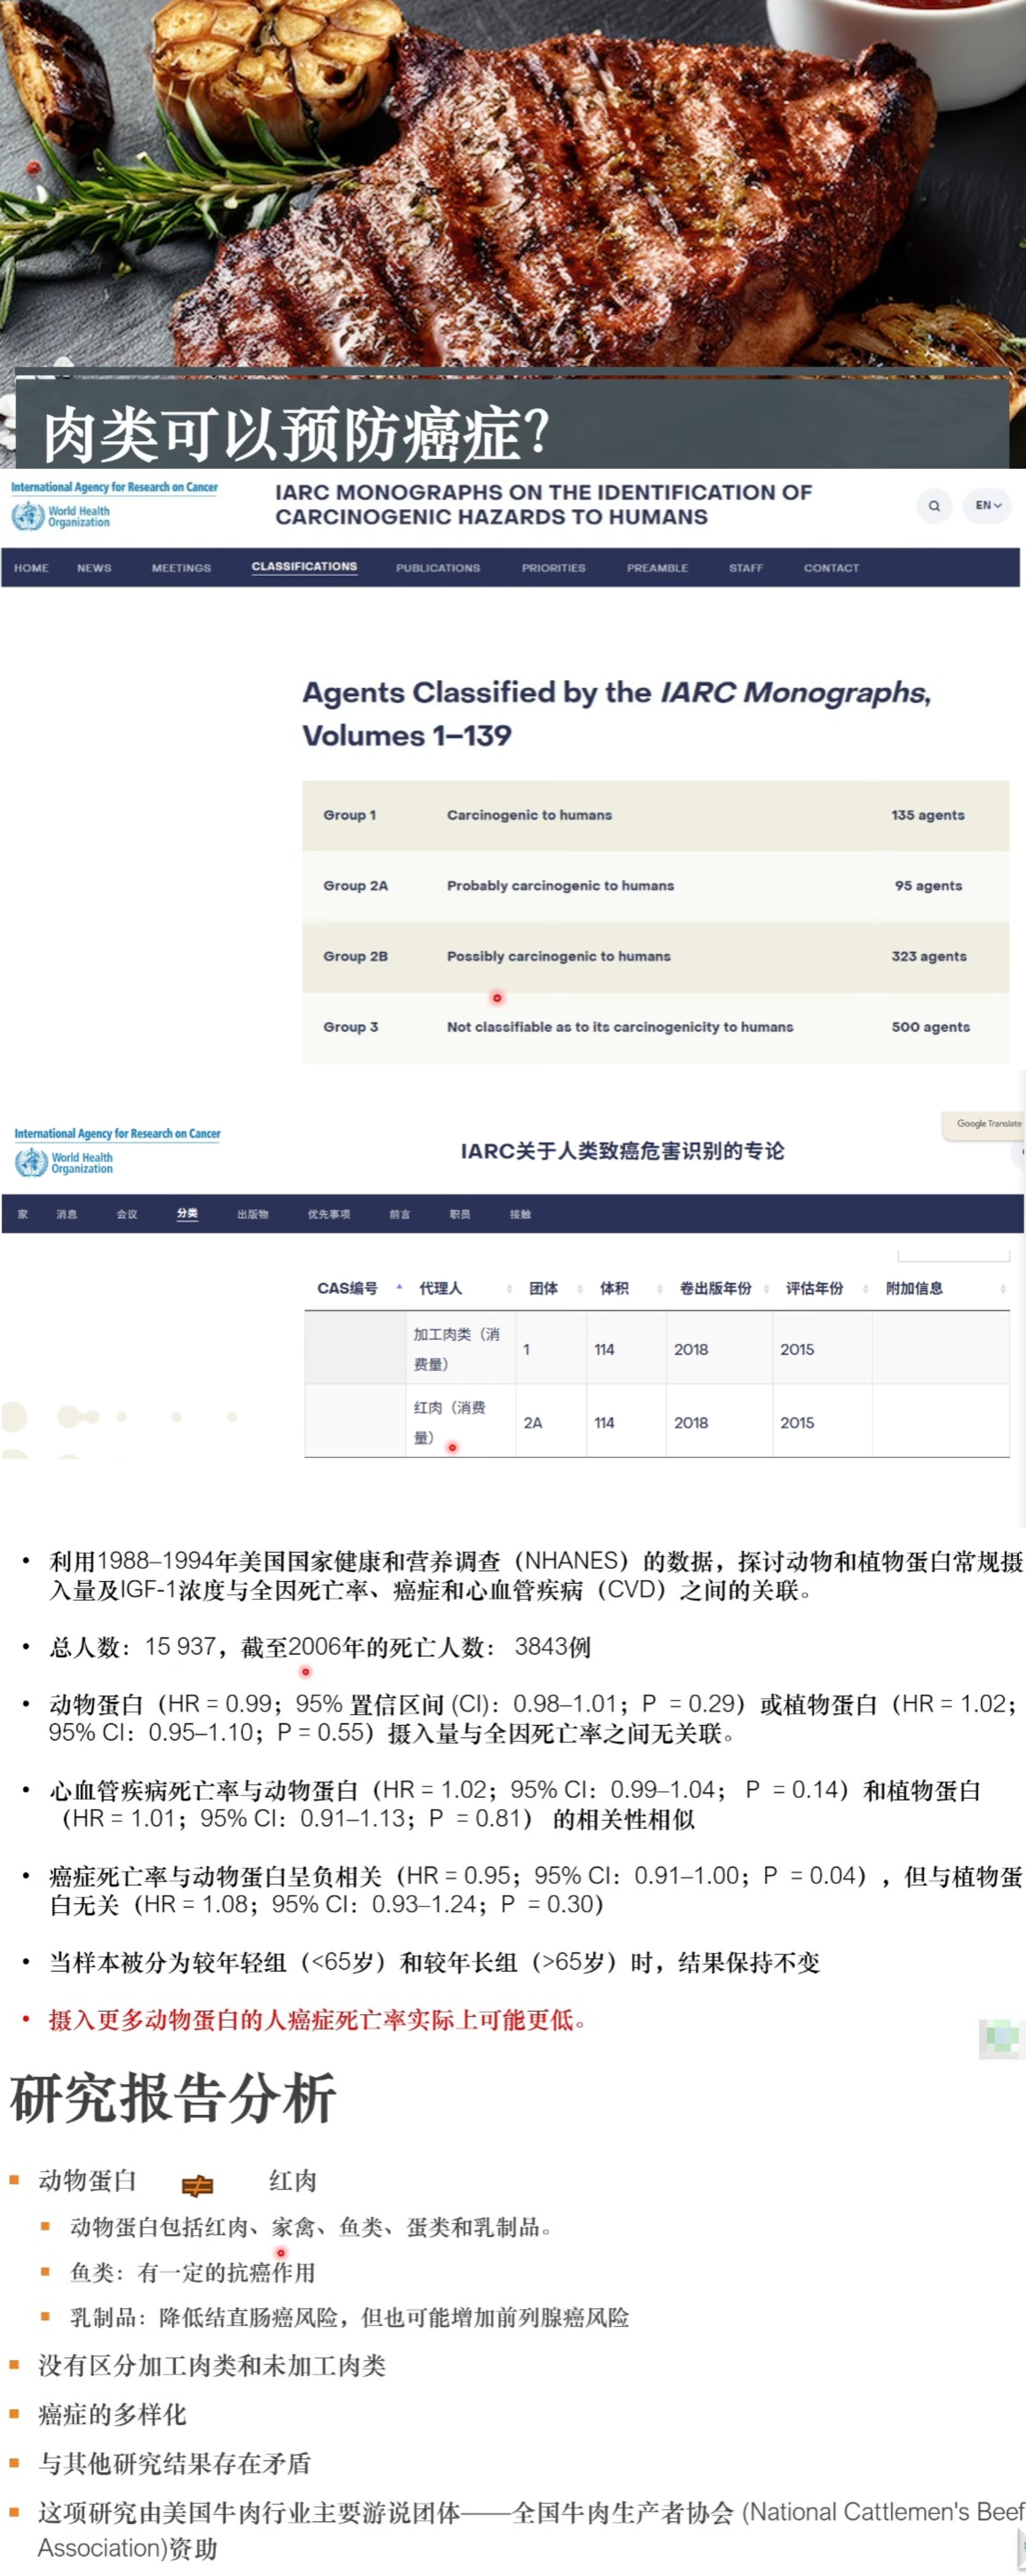 肉类可以预防癌症?
International Agency for Research on Cancer
World Health
Organization
IARC MONOGRAPHS ON THE IDENTIFICATION OF
CARCINOGENIC HAZARDS TO HUMANS
EN
HOME NEWS MEETINGS CLASSIFICATIONS PUBLICATIONS PRIORITIES PREAMBLE STAFF CONTACT
Agents Classified by the IARC Monographs,
Volumes 1–139
Group 1 Carcinogenic to humans 135 agents
Group 2A Probably carcinogenic to humans 95 agents
Group 2B Possibly carcinogenic to humans 323 agents
Group 3 Not classifiable as to its carcinogenicity to humans 500 agents
Google Translate
International Agency for Research on Cancer
World Health
Organization
IARC关于人类致癌危害识别的专论
家 消息 会议 分类 出版物 优先事项 前言 职员 接触
CAS编号 代理人 团体 体积 卷出版年份 评估年份 附加信息
加工肉类（消
费量） 1 114 2018 2015
红肉（消费
量） 2A 114 2018 2015
• 利用1988–1994年美国国家健康和营养调查（NHANES）的数据，探讨动物和植物蛋白常规摄
入量及IGF-1浓度与全因死亡率、癌症和心血管疾病（CVD）之间的关联。
• 总人数：15 937，截至2006年的死亡人数： 3843例
• 动物蛋白（HR = 0.99；95% 置信区间 (CI)：0.98–1.01；P = 0.29）或植物蛋白（HR = 1.02；
95% CI：0.95–1.10；P = 0.55）摄入量与全因死亡率之间无关联。
• 心血管疾病死亡率与动物蛋白（HR = 1.02；95% CI：0.99–1.04； P = 0.14）和植物蛋白
（HR = 1.01；95% CI：0.91–1.13；P = 0.81） 的相关性相似
• 癌症死亡率与动物蛋白呈负相关（HR = 0.95；95% CI：0.91–1.00；P = 0.04），但与植物蛋
白无关（HR = 1.08；95% CI：0.93–1.24；P = 0.30）
• 当样本被分为较年轻组（<65岁）和较年长组（>65岁）时，结果保持不变
• 摄入更多动物蛋白的人癌症死亡率实际上可能更低。
研究报告分析
动物蛋白 ≠ 红肉
动物蛋白包括红肉、家禽、鱼类、蛋类和乳制品。
鱼类：有一定的抗癌作用
乳制品：降低结直肠癌风险，但也可能增加前列腺癌风险
没有区分加工肉类和未加工肉类
癌症的多样化
与其他研究结果存在矛盾
这项研究由美国牛肉行业主要游说团体——全国牛肉生产者协会 (National Cattlemen's Beef
Association)资助